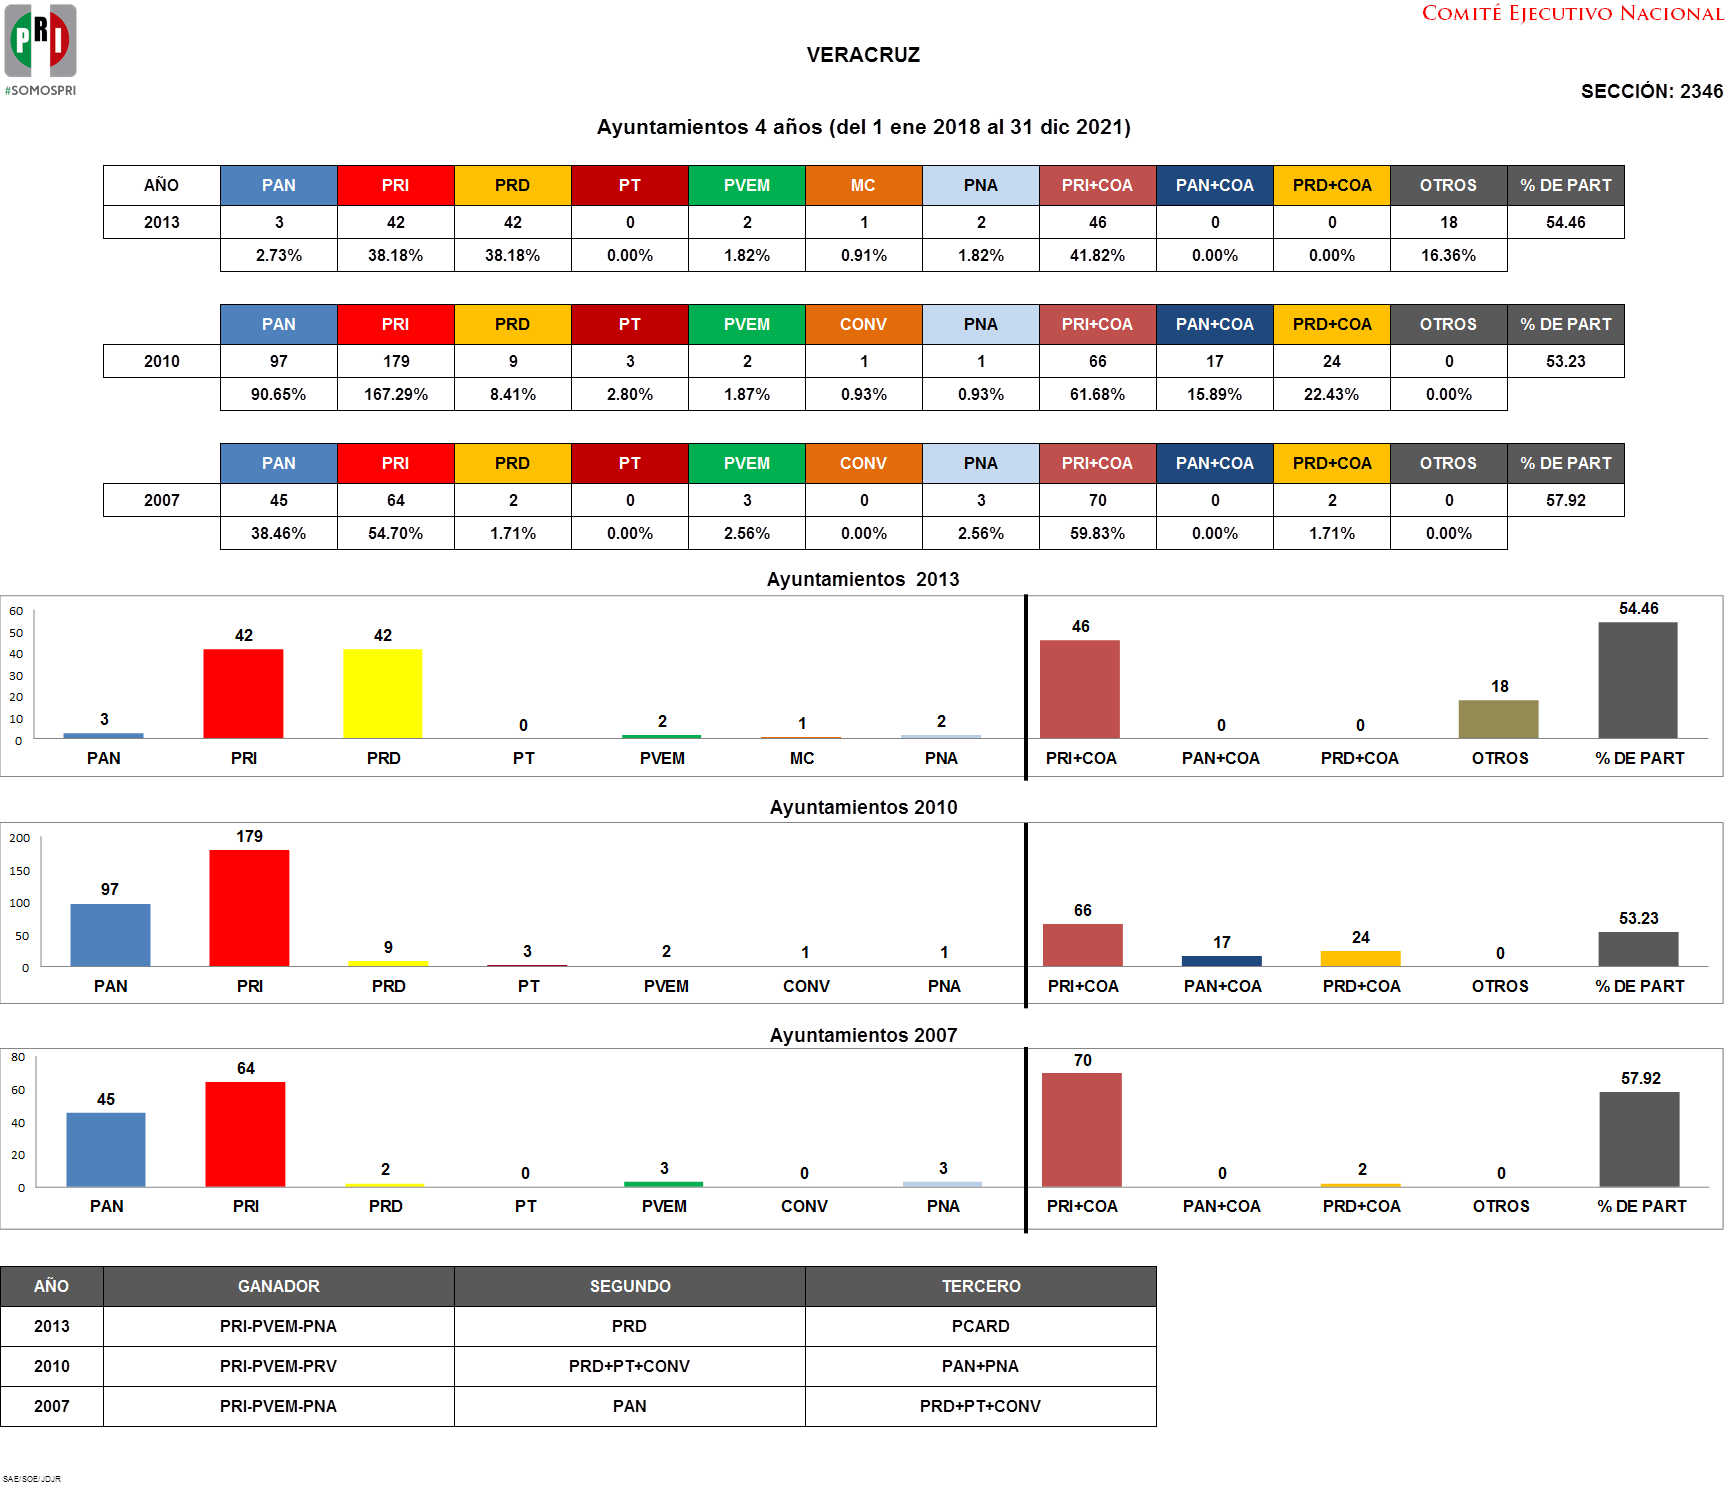 COMITÉ EJECUTIVO NACIONAL
PRI
#SOMOSPRI
VERACRUZ
SECCIÓN: 2346
Ayuntamientos 4 años (del 1 ene 2018 al 31 dic 2021)
AÑO PAN PRI PRD PT PVEM MC PNA PRI+COA PAN+COA PRD+COA OTROS % DE PART
2013 3 42 42 0 2 1 2 46 0 0 18 54.46
2.73% 38.18% 38.18% 0.00% 1.82% 0.91% 1.82% 41.82% 0.00% 0.00% 16.36%
PAN PRI PRD PT PVEM CONV PNA PRI+COA PAN+COA PRD+COA OTROS % DE PART
2010 97 179 9 3 2 1 1 66 17 24 0 53.23
90.65% 167.29% 8.41% 2.80% 1.87% 0.93% 0.93% 61.68% 15.89% 22.43% 0.00%
PAN PRI PRD PT PVEM CONV PNA PRI+COA PAN+COA PRD+COA OTROS % DE PART
2007 45 64 2 0 3 0 3 70 0 2 0 57.92
38.46% 54.70% 1.71% 0.00% 2.56% 0.00% 2.56% 59.83% 0.00% 1.71% 0.00%
Ayuntamientos 2013
60
50
40
30
20
10
0
3 42 42 0 2 1 2 46 0 0 18 54.46
PAN PRI PRD PT PVEM MC PNA PRI+COA PAN+COA PRD+COA OTROS % DE PART
Ayuntamientos 2010
200
150
100
50
0
97 179 9 3 2 1 1 66 17 24 0 53.23
PAN PRI PRD PT PVEM CONV PNA PRI+COA PAN+COA PRD+COA OTROS % DE PART
Ayuntamientos 2007
80
60
40
20
0
45 64 2 0 3 0 3 70 0 2 0 57.92
PAN PRI PRD PT PVEM CONV PNA PRI+COA PAN+COA PRD+COA OTROS % DE PART
AÑO GANADOR SEGUNDO TERCERO
2013 PRI-PVEM-PNA PRD PCARD
2010 PRI-PVEM-PRV PRD+PT+CONV PAN+PNA
2007 PRI-PVEM-PNA PAN PRD+PT+CONV
SAE/SOE/JDJR